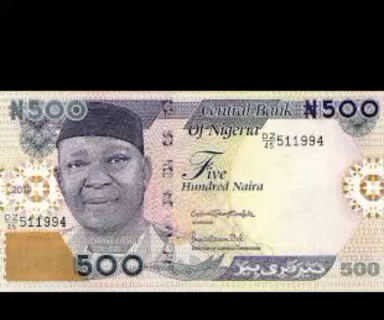 ₦500
Central Bank
Of Nigeria
₦500
DZ/45 511994
Five
Hundred Naira
DZ/45 511994
500
500